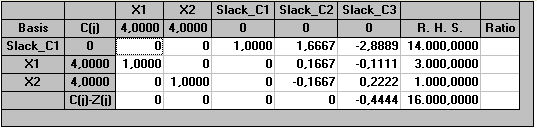 X1 X2 Slack_C1 Slack_C2 Slack_C3
Basis C(j) 4,0000 4,0000 0 0 0 R. H. S. Ratio
Slack_C1 0 0 0 1,0000 1,6667 -2,8889 14.000,0000
X1 4,0000 1,0000 0 0 0,1667 -0,1111 3.000,0000
X2 4,0000 0 1,0000 0 -0,1667 0,2222 1.000,0000
C(j)-Z(j) 0 0 0 0 -0,4444 16.000,0000